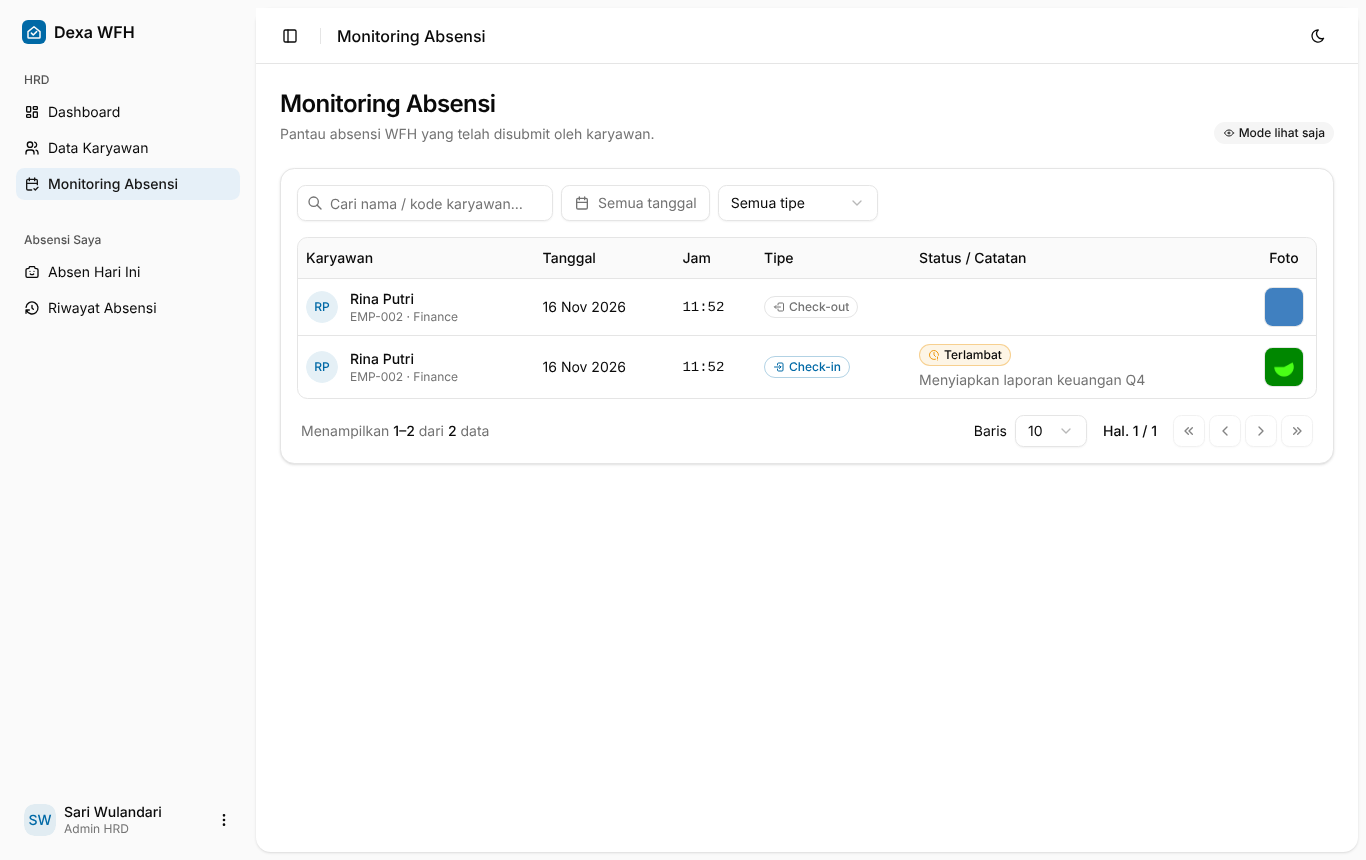 Dexa WFH
HRD
Dashboard
Data Karyawan
Monitoring Absensi
Absensi Saya
Absen Hari Ini
Riwayat Absensi
SW
Sari Wulandari
Admin HRD
Monitoring Absensi
Monitoring Absensi
Pantau absensi WFH yang telah disubmit oleh karyawan.
Mode lihat saja
Cari nama / kode karyawan...
Semua tanggal
Semua tipe
Karyawan Tanggal Jam Tipe Status / Catatan Foto
RP Rina Putri 16 Nov 2026 11:52 Check-out
EMP-002 · Finance
RP Rina Putri 16 Nov 2026 11:52 Check-in Terlambat
EMP-002 · Finance Menyiapkan laporan keuangan Q4
Menampilkan 1–2 dari 2 data Baris 10 Hal. 1 / 1